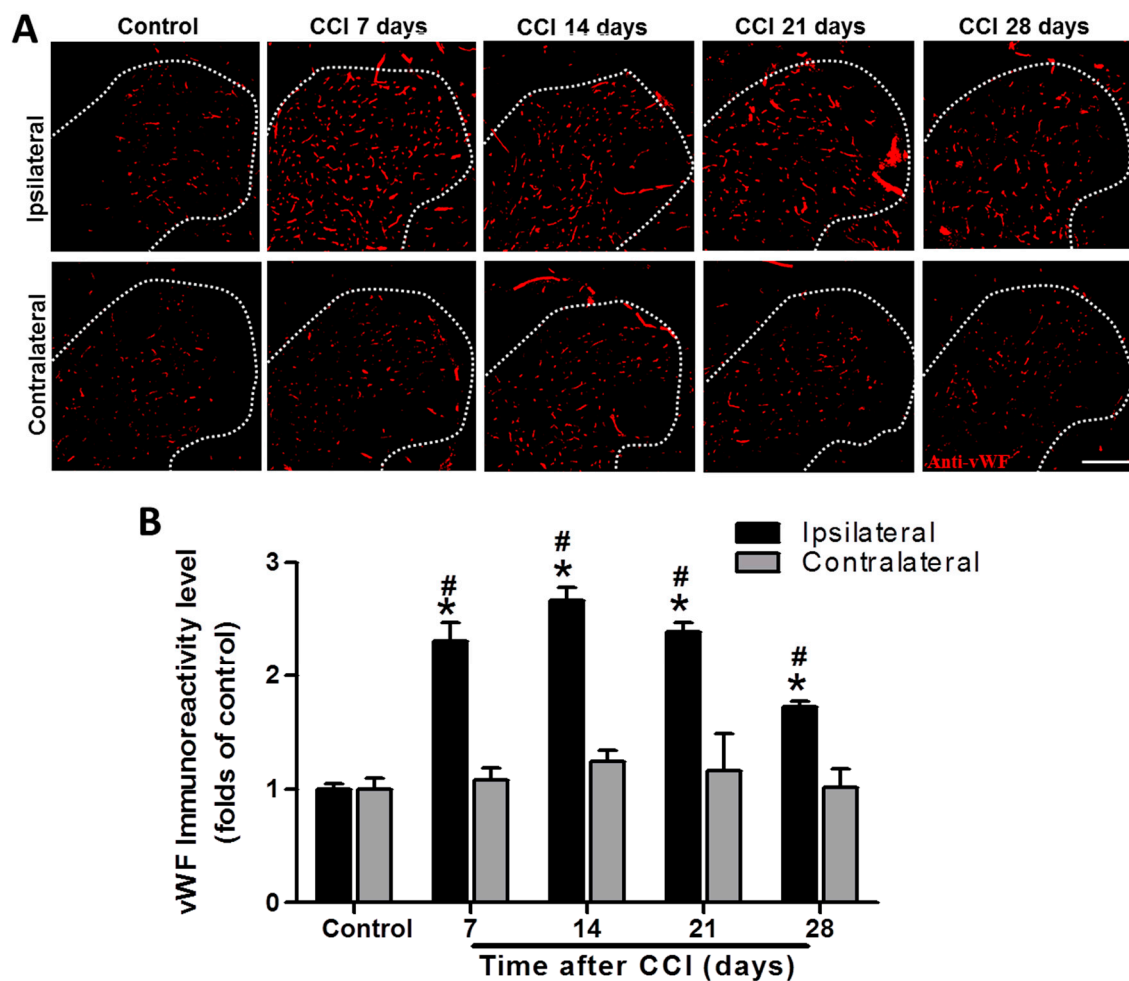 A
Control CCI 7 days CCI 14 days CCI 21 days CCI 28 days
Ipsilateral
Contralateral
Anti-vWF
B
vWF Immunoreactivity level
(folds of control)
Ipsilateral
Contralateral
3
2
1
0
# # # #
* * * *
Control 7 14 21 28
Time after CCI (days)